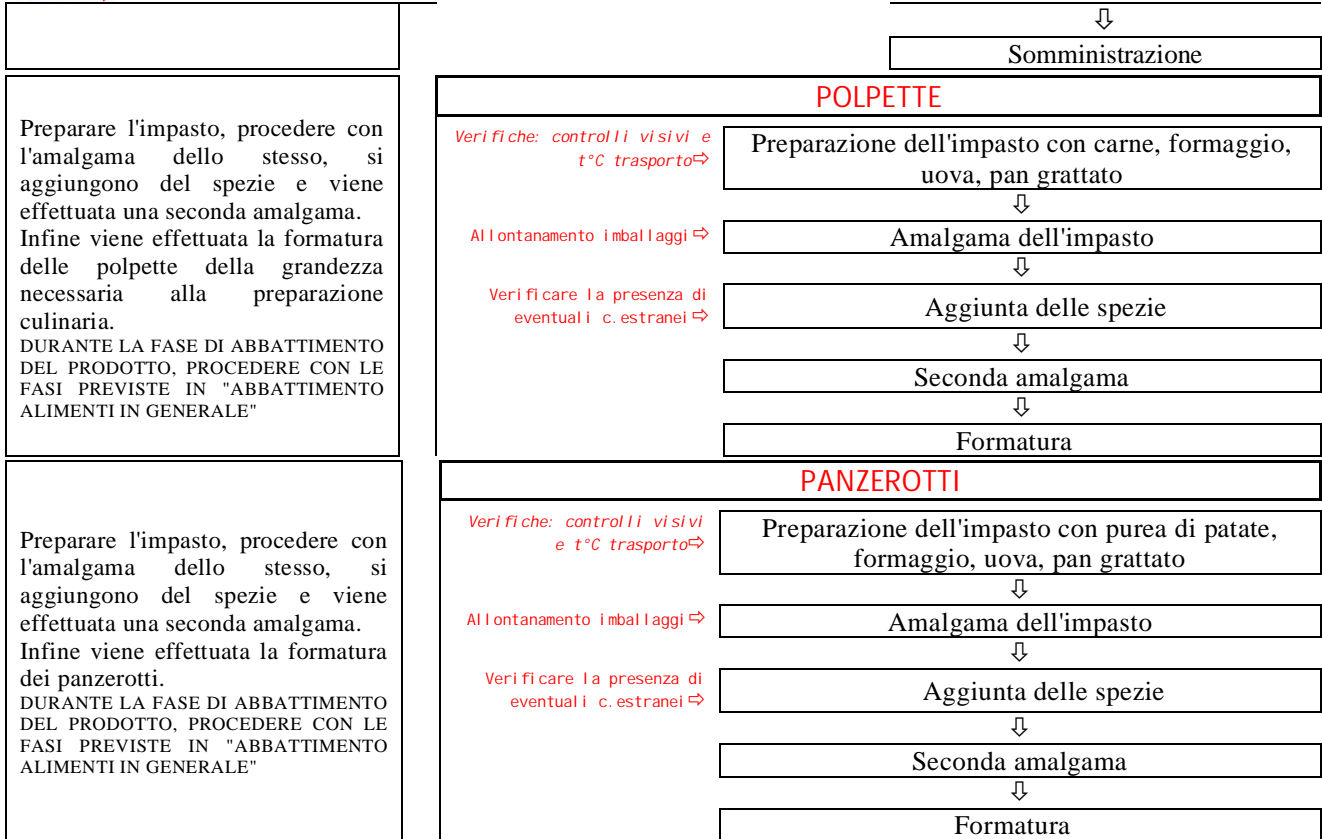 ⇩
Somministrazione
Preparare l'impasto, procedere con
l'amalgama dello stesso, si
aggiungono del spezie e viene
effettuata una seconda amalgama.
Infine viene effettuata la formatura
delle polpette della grandezza
necessaria alla preparazione
culinaria.
DURANTE LA FASE DI ABBATTIMENTO
DEL PRODOTTO, PROCEDERE CON LE
FASI PREVISTE IN "ABBATTIMENTO
ALIMENTI IN GENERALE"
POLPETTE
Verifiche: controlli visivi e
t°C trasporto⇨
Preparazione dell'impasto con carne, formaggio,
uova, pan grattato
⇩
Allontanamento imballaggi⇨
Amalgama dell'impasto
⇩
Verificare la presenza di
eventuali c.estranei⇨
Aggiunta delle spezie
⇩
Seconda amalgama
⇩
Formatura
Preparare l'impasto, procedere con
l'amalgama dello stesso, si
aggiungono del spezie e viene
effettuata una seconda amalgama.
Infine viene effettuata la formatura
dei panzerotti.
DURANTE LA FASE DI ABBATTIMENTO
DEL PRODOTTO, PROCEDERE CON LE
FASI PREVISTE IN "ABBATTIMENTO
ALIMENTI IN GENERALE"
PANZEROTTI
Verifiche: controlli visivi
e t°C trasporto⇨
Preparazione dell'impasto con purea di patate,
formaggio, uova, pan grattato
⇩
Allontanamento imballaggi⇨
Amalgama dell'impasto
⇩
Verificare la presenza di
eventuali c.estranei⇨
Aggiunta delle spezie
⇩
Seconda amalgama
⇩
Formatura